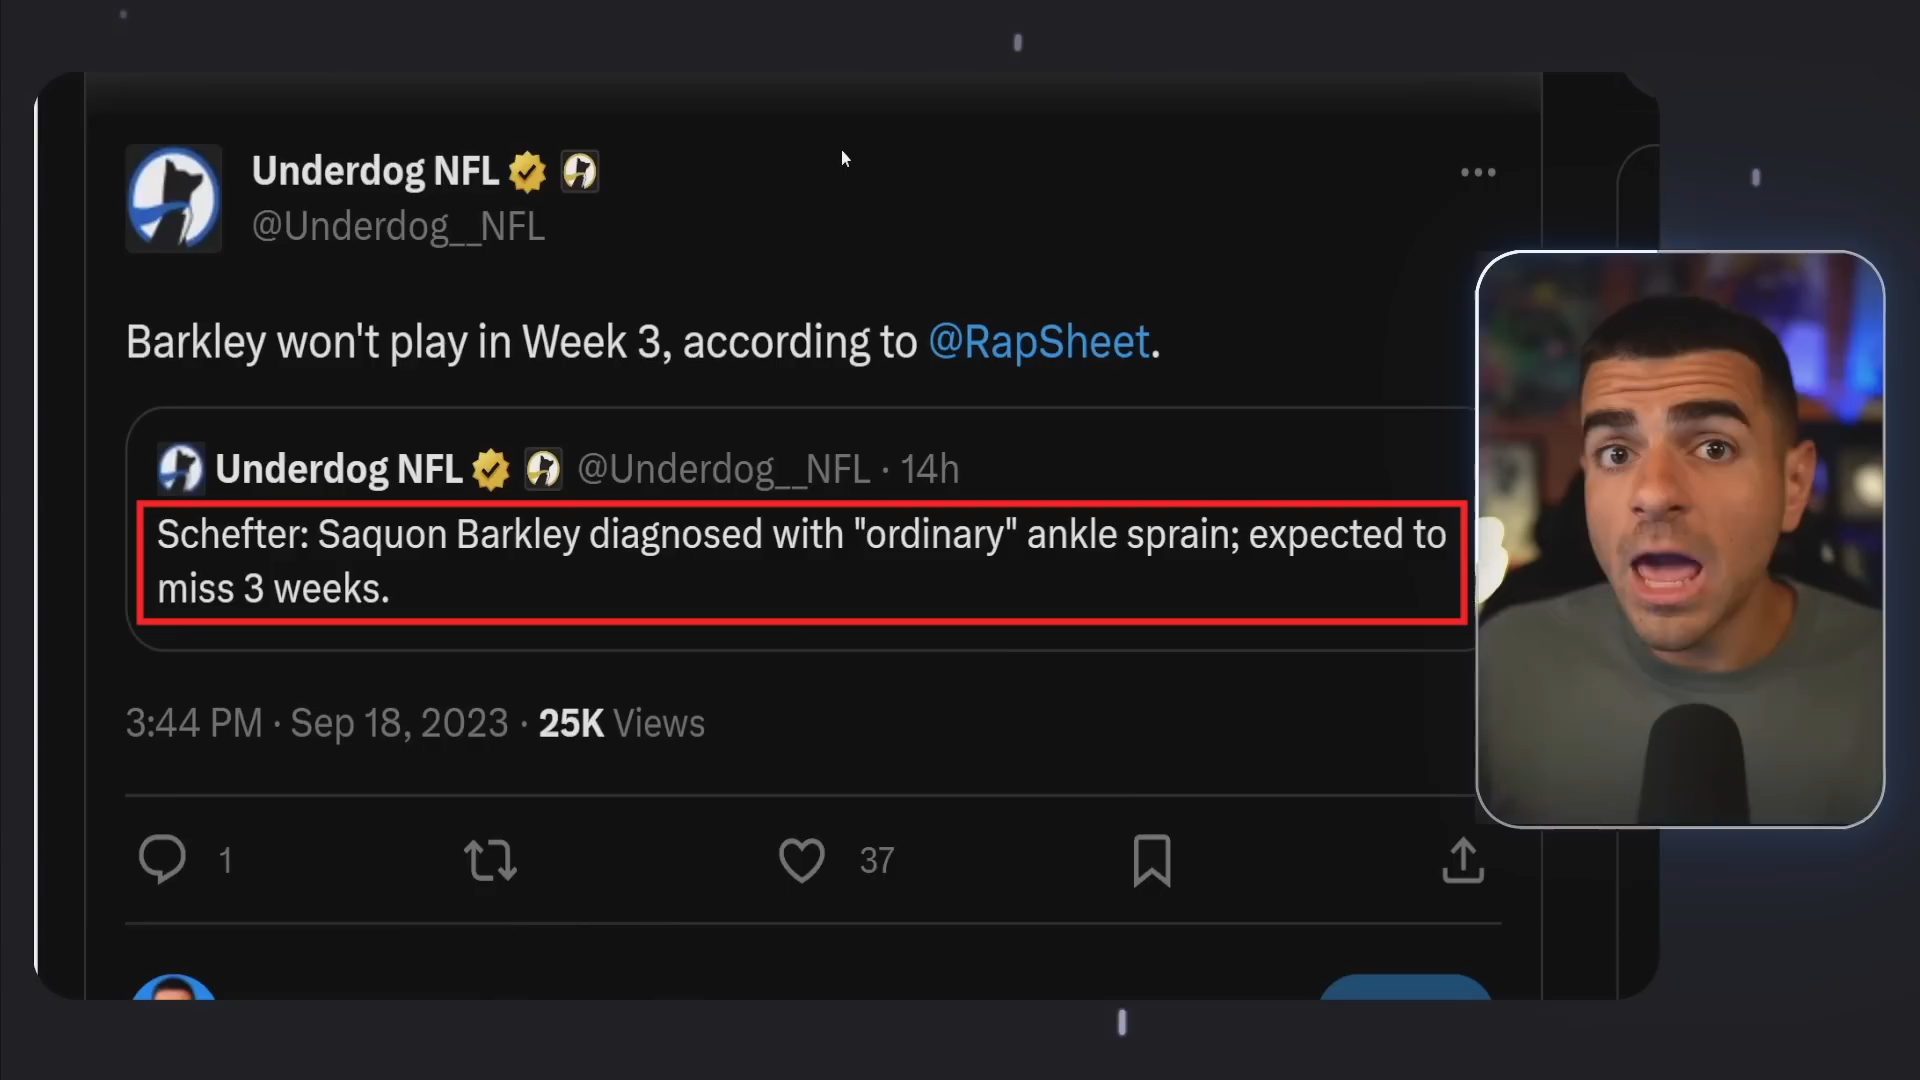 Underdog NFL
@Underdog__NFL
Barkley won't play in Week 3, according to @RapSheet.
Underdog NFL @Underdog__NFL · 14h
Schefter: Saquon Barkley diagnosed with "ordinary" ankle sprain; expected to
miss 3 weeks.
3:44 PM · Sep 18, 2023 · 25K Views
1 37